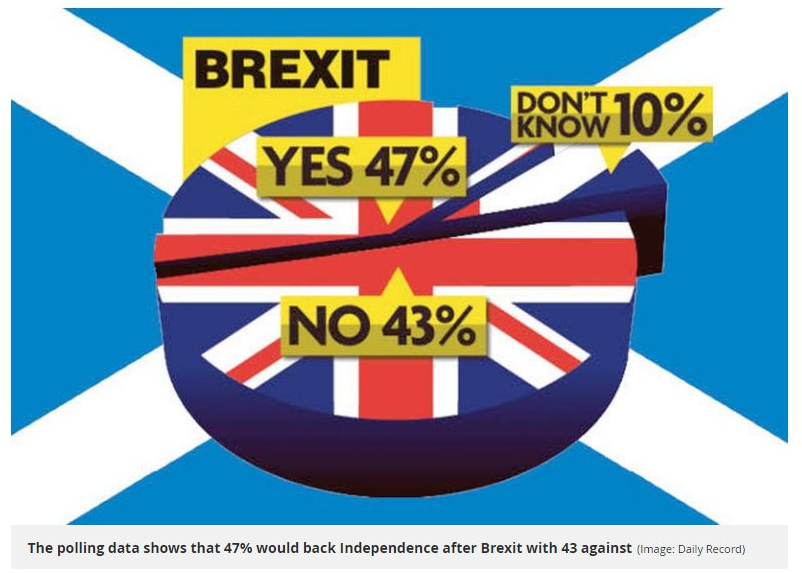 BREXIT
DON'T
KNOW 10%
YES 47%
NO 43%
The polling data shows that 47% would back Independence after Brexit with 43 against (Image: Daily Record)